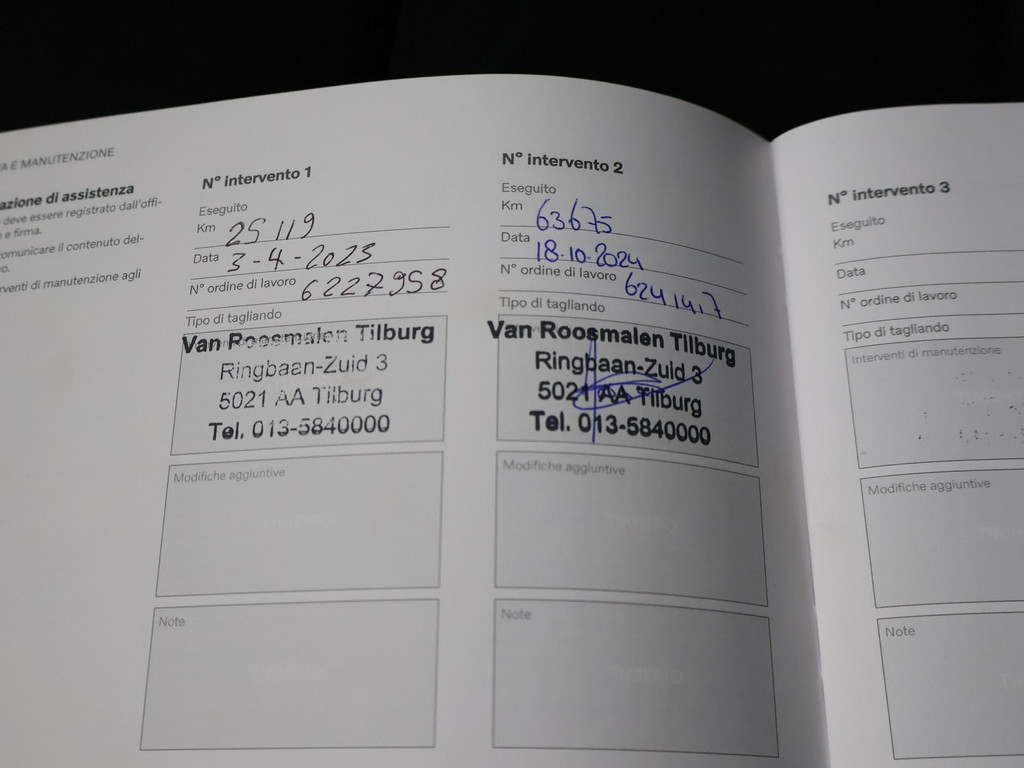 A E MANUTENZIONE
azione di assistenza
deve essere registrato dall'offi-
e firma.
omunicare il contenuto del-
o.
venti di manutenzione agli
N° intervento 1
Eseguito
Km 25 119
Data 3-4-2023
N° ordine di lavoro 6227958
Tipo di tagliando
Van Roosmalen Tilburg
Ringbaan-Zuid 3
5021 AA Tilburg
Tel. 013-5840000
Modifiche aggiuntive
Note
N° intervento 2
Eseguito
Km 63675
Data 18-10-2024
N° ordine di lavoro 6241417
Tipo di tagliando
Van Roosmalen Tilburg
Ringbaan-Zuid 3
5021 AA Tilburg
Tel. 013-5840000
Modifiche aggiuntive
Note
N° intervento 3
Eseguito
Km
Data
N° ordine di lavoro
Tipo di tagliando
Interventi di manutenzione
Modifiche aggiuntive
Note